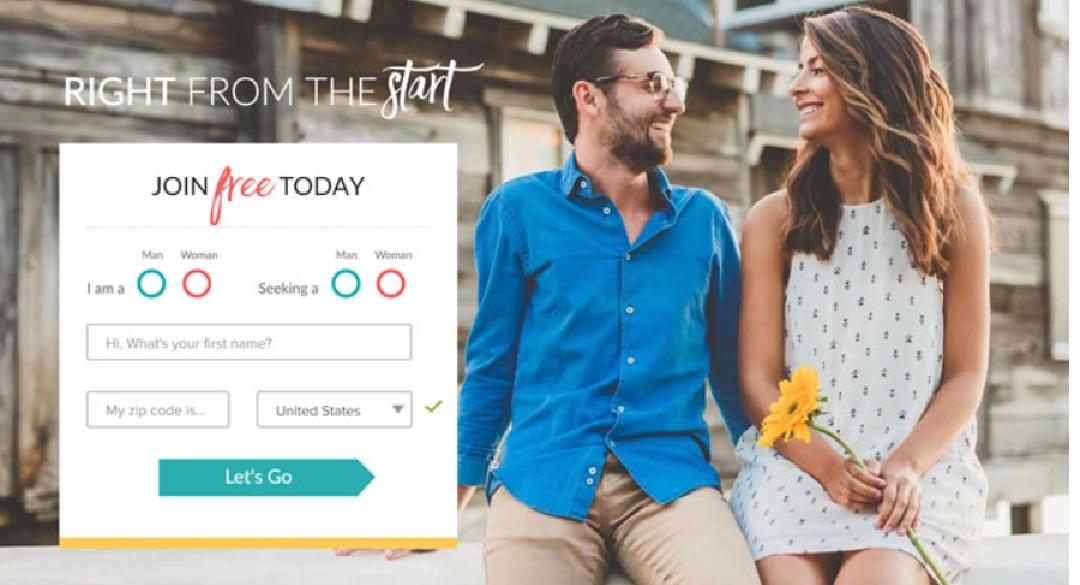 RIGHT FROM THE start
JOIN free TODAY
Man Woman Man Woman
I am a Seeking a
Hi, What's your first name?
My zip code is... United States
Let's Go